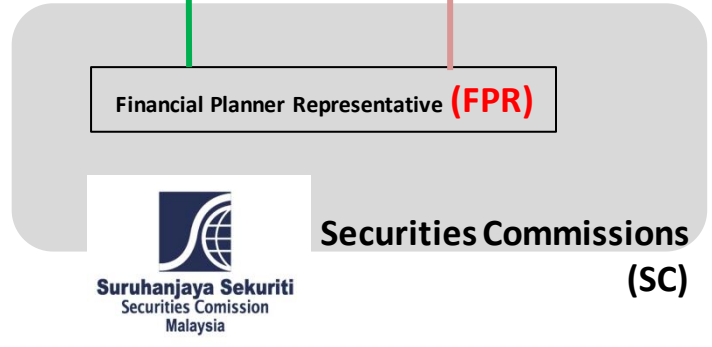 Financial Planner Representative (FPR)
Securities Commissions
(SC)
Suruhanjaya Sekuriti
Securities Comission
Malaysia